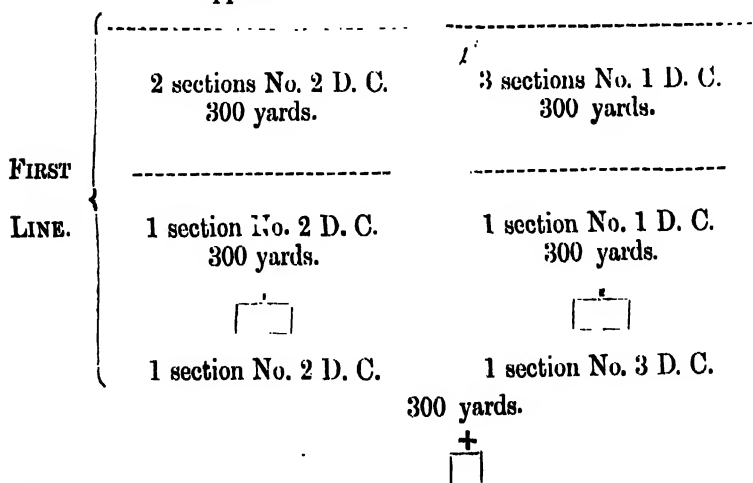 2 sections No. 2 D. C.
3 sections No. 1 D. C.
300 yards.
300 yards.
FIRST
LINE.
1 section No. 2 D. C.
1 section No. 1 D. C.
300 yards.
300 yards.
1 section No. 2 D. C.
1 section No. 3 D. C.
300 yards.